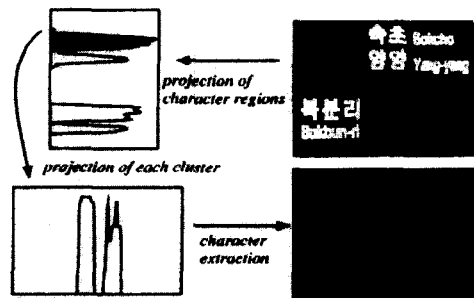 속초 Sokcho
양양 Yang-yang
projection of
character regions
북분리
Bukbun-ri
projection of each cluster
character
extraction